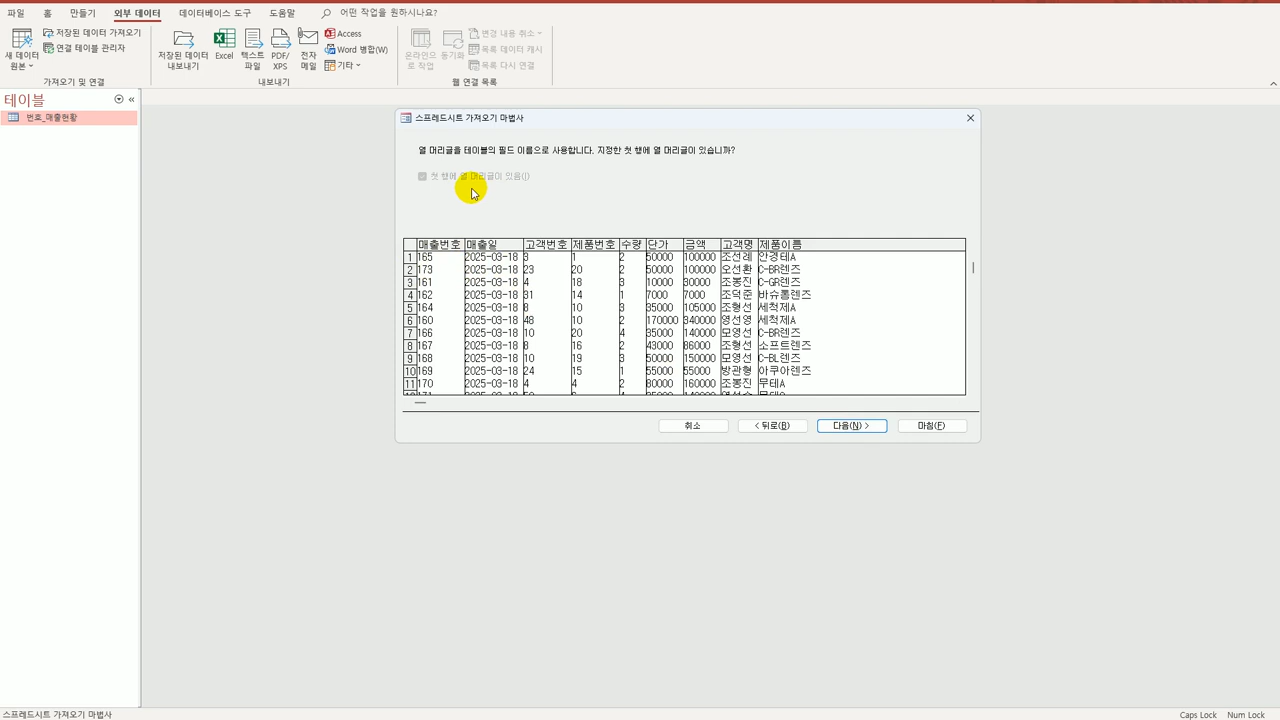 파일 홈 만들기 외부 데이터 데이터베이스 도구 도움말 어떤 작업을 원하시나요?
새 데이터 원본
저장된 데이터 가져오기
연결 테이블 관리자
가져오기 및 연결
저장된 데이터 내보내기
Excel
텍스트 파일
PDF/XPS
전자 메일
Access
Word 병합(W)
기타
내보내기
온라인으로 작업
동기화
변경 내용 취소
목록 데이터 캐시
목록 다시 연결
웹 연결 목록
테이블
번호_매출현황
스프레드시트 가져오기 마법사
열 머리글을 테이블의 필드 이름으로 사용합니다. 지정한 첫 행에 열 머리글이 있습니까?
첫 행에 열 머리글이 있음(I)
매출번호 매출일 고객번호 제품번호 수량 단가 금액 고객명 제품이름
1 165 2025-03-18 3 1 2 50000 100000 조선례 안경테A
2 173 2025-03-18 23 20 2 50000 100000 오선환 C-BR렌즈
3 161 2025-03-18 4 18 3 10000 30000 조봉진 C-GR렌즈
4 162 2025-03-18 31 14 1 7000 7000 조덕준 바슈롬렌즈
5 164 2025-03-18 8 10 3 35000 105000 조형선 세척제A
6 160 2025-03-18 48 10 2 170000 340000 영선영 세척제A
7 166 2025-03-18 10 20 4 35000 140000 모영선 C-BR렌즈
8 167 2025-03-18 8 16 2 43000 86000 조형선 소프트렌즈
9 168 2025-03-18 10 19 3 50000 150000 모영선 C-BL렌즈
10 169 2025-03-18 24 15 1 55000 55000 방관형 아쿠아렌즈
11 170 2025-03-18 4 4 2 80000 160000 조봉진 무테A
취소 < 뒤로(B) 다음(N) > 마침(F)
스프레드시트 가져오기 마법사 Caps Lock Num Lock